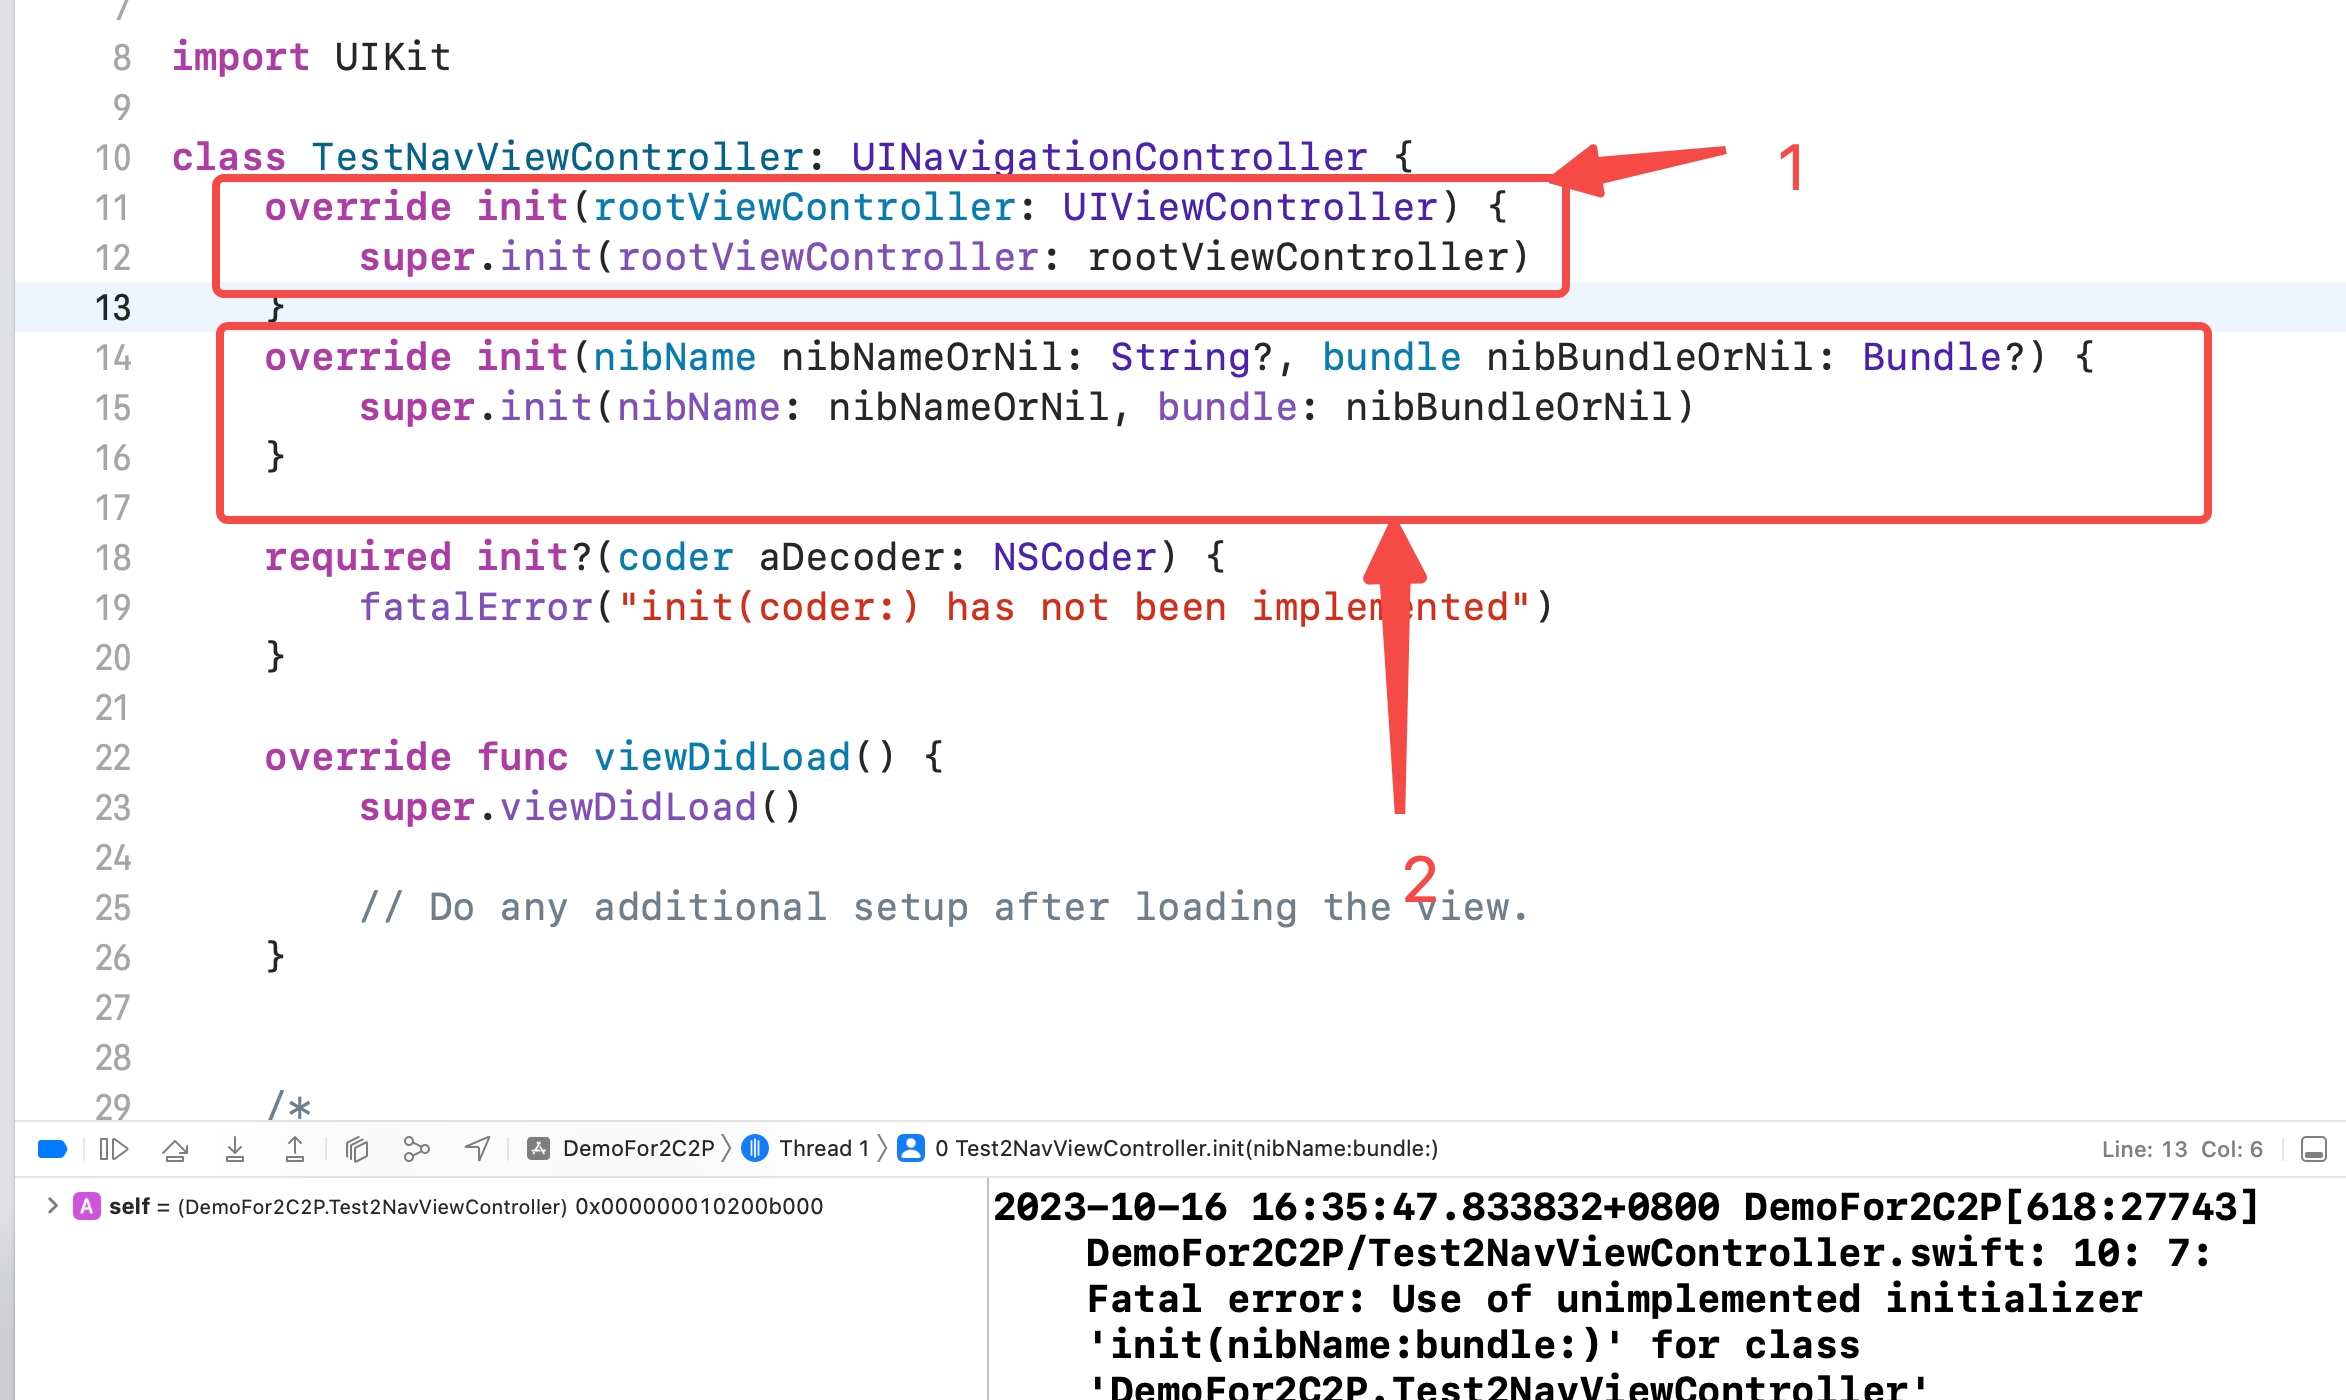 7
8 import UIKit
9
10 class TestNavViewController: UINavigationController {
1
11 override init(rootViewController: UIViewController) {
12 super.init(rootViewController: rootViewController)
13 }
14 override init(nibName nibNameOrNil: String?, bundle nibBundleOrNil: Bundle?) {
15 super.init(nibName: nibNameOrNil, bundle: nibBundleOrNil)
16 }
17
18 required init?(coder aDecoder: NSCoder) {
19 fatalError("init(coder:) has not been implemented")
20 }
21
22 override func viewDidLoad() {
23 super.viewDidLoad()
24
2
25 // Do any additional setup after loading the view.
26 }
27
28
29 /*
DemoFor2C2P Thread 1 0 Test2NavViewController.init(nibName:bundle:) Line: 13 Col: 6
A self = (DemoFor2C2P.Test2NavViewController) 0x000000010200b000
2023-10-16 16:35:47.833832+0800 DemoFor2C2P[618:27743]
DemoFor2C2P/Test2NavViewController.swift: 10: 7:
Fatal error: Use of unimplemented initializer
'init(nibName:bundle:)' for class
'DemoFor2C2P.Test2NavViewController'